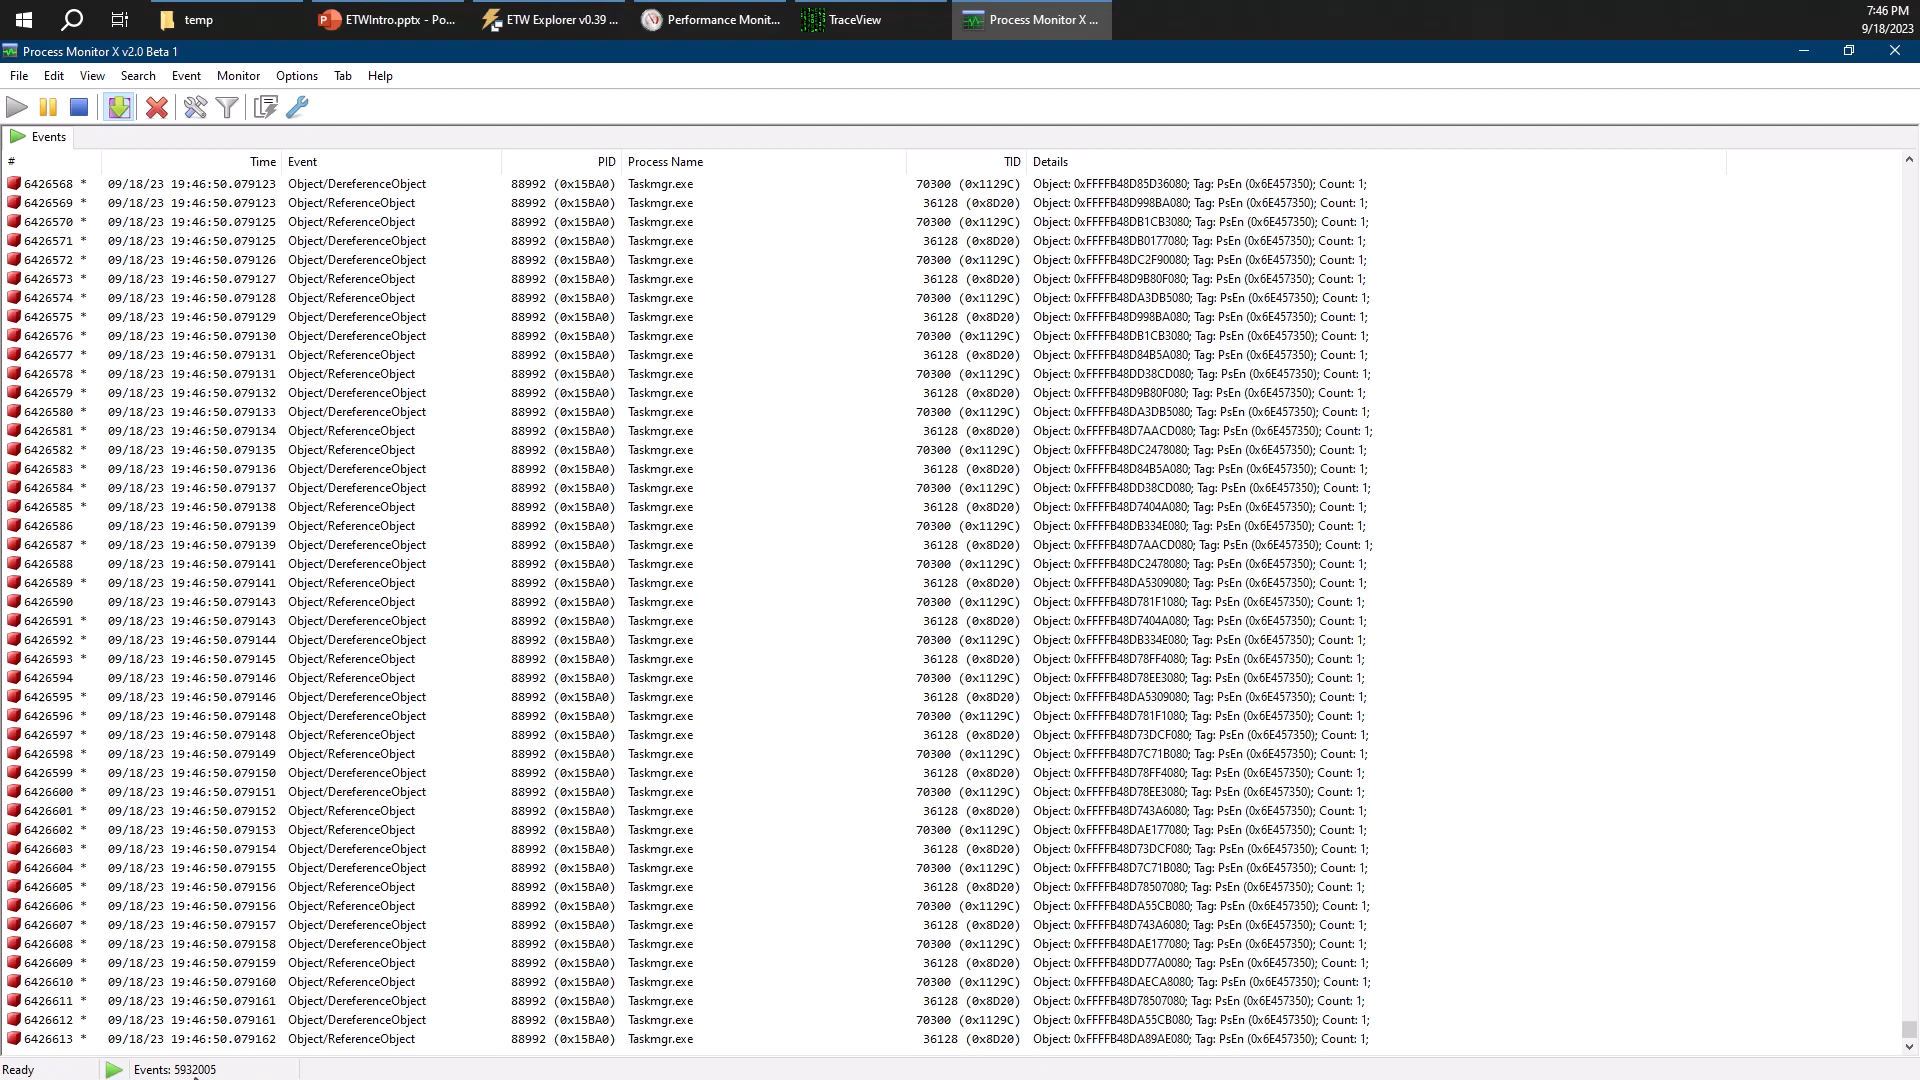 temp
ETWIntro.pptx - Po...
ETW Explorer v0.39 ...
Performance Monit...
TraceView
Process Monitor X ...
7:46 PM
9/18/2023
Process Monitor X v2.0 Beta 1
File Edit View Search Event Monitor Options Tab Help
Events
# Time Event PID Process Name TID Details
6426568 * 09/18/23 19:46:50.079123 Object/DereferenceObject 88992 (0x15BA0) Taskmgr.exe 70300 (0x1129C) Object: 0xFFFFB48D85D36080; Tag: PsEn (0x6E457350); Count: 1;
6426569 * 09/18/23 19:46:50.079123 Object/ReferenceObject 88992 (0x15BA0) Taskmgr.exe 36128 (0x8D20) Object: 0xFFFFB48D998BA080; Tag: PsEn (0x6E457350); Count: 1;
6426570 * 09/18/23 19:46:50.079125 Object/ReferenceObject 88992 (0x15BA0) Taskmgr.exe 70300 (0x1129C) Object: 0xFFFFB48DB1CB3080; Tag: PsEn (0x6E457350); Count: 1;
6426571 * 09/18/23 19:46:50.079125 Object/DereferenceObject 88992 (0x15BA0) Taskmgr.exe 36128 (0x8D20) Object: 0xFFFFB48DB0177080; Tag: PsEn (0x6E457350); Count: 1;
6426572 * 09/18/23 19:46:50.079126 Object/DereferenceObject 88992 (0x15BA0) Taskmgr.exe 70300 (0x1129C) Object: 0xFFFFB48DC2F90080; Tag: PsEn (0x6E457350); Count: 1;
6426573 * 09/18/23 19:46:50.079127 Object/ReferenceObject 88992 (0x15BA0) Taskmgr.exe 36128 (0x8D20) Object: 0xFFFFB48D9B80F080; Tag: PsEn (0x6E457350); Count: 1;
6426574 * 09/18/23 19:46:50.079128 Object/ReferenceObject 88992 (0x15BA0) Taskmgr.exe 70300 (0x1129C) Object: 0xFFFFB48DA3DB5080; Tag: PsEn (0x6E457350); Count: 1;
6426575 * 09/18/23 19:46:50.079129 Object/DereferenceObject 88992 (0x15BA0) Taskmgr.exe 36128 (0x8D20) Object: 0xFFFFB48D998BA080; Tag: PsEn (0x6E457350); Count: 1;
6426576 * 09/18/23 19:46:50.079130 Object/DereferenceObject 88992 (0x15BA0) Taskmgr.exe 70300 (0x1129C) Object: 0xFFFFB48DB1CB3080; Tag: PsEn (0x6E457350); Count: 1;
6426577 * 09/18/23 19:46:50.079131 Object/ReferenceObject 88992 (0x15BA0) Taskmgr.exe 36128 (0x8D20) Object: 0xFFFFB48D84B5A080; Tag: PsEn (0x6E457350); Count: 1;
6426578 * 09/18/23 19:46:50.079131 Object/ReferenceObject 88992 (0x15BA0) Taskmgr.exe 70300 (0x1129C) Object: 0xFFFFB48DD38CD080; Tag: PsEn (0x6E457350); Count: 1;
6426579 * 09/18/23 19:46:50.079132 Object/DereferenceObject 88992 (0x15BA0) Taskmgr.exe 36128 (0x8D20) Object: 0xFFFFB48D9B80F080; Tag: PsEn (0x6E457350); Count: 1;
6426580 * 09/18/23 19:46:50.079133 Object/DereferenceObject 88992 (0x15BA0) Taskmgr.exe 70300 (0x1129C) Object: 0xFFFFB48DA3DB5080; Tag: PsEn (0x6E457350); Count: 1;
6426581 * 09/18/23 19:46:50.079134 Object/ReferenceObject 88992 (0x15BA0) Taskmgr.exe 36128 (0x8D20) Object: 0xFFFFB48D7AACD080; Tag: PsEn (0x6E457350); Count: 1;
6426582 * 09/18/23 19:46:50.079135 Object/ReferenceObject 88992 (0x15BA0) Taskmgr.exe 70300 (0x1129C) Object: 0xFFFFB48DC2478080; Tag: PsEn (0x6E457350); Count: 1;
6426583 * 09/18/23 19:46:50.079136 Object/DereferenceObject 88992 (0x15BA0) Taskmgr.exe 36128 (0x8D20) Object: 0xFFFFB48D84B5A080; Tag: PsEn (0x6E457350); Count: 1;
6426584 * 09/18/23 19:46:50.079137 Object/DereferenceObject 88992 (0x15BA0) Taskmgr.exe 70300 (0x1129C) Object: 0xFFFFB48DD38CD080; Tag: PsEn (0x6E457350); Count: 1;
6426585 * 09/18/23 19:46:50.079138 Object/ReferenceObject 88992 (0x15BA0) Taskmgr.exe 36128 (0x8D20) Object: 0xFFFFB48D7404A080; Tag: PsEn (0x6E457350); Count: 1;
6426586 09/18/23 19:46:50.079139 Object/ReferenceObject 88992 (0x15BA0) Taskmgr.exe 70300 (0x1129C) Object: 0xFFFFB48DB334E080; Tag: PsEn (0x6E457350); Count: 1;
6426587 * 09/18/23 19:46:50.079139 Object/DereferenceObject 88992 (0x15BA0) Taskmgr.exe 36128 (0x8D20) Object: 0xFFFFB48D7AACD080; Tag: PsEn (0x6E457350); Count: 1;
6426588 09/18/23 19:46:50.079141 Object/DereferenceObject 88992 (0x15BA0) Taskmgr.exe 70300 (0x1129C) Object: 0xFFFFB48DC2478080; Tag: PsEn (0x6E457350); Count: 1;
6426589 * 09/18/23 19:46:50.079141 Object/ReferenceObject 88992 (0x15BA0) Taskmgr.exe 36128 (0x8D20) Object: 0xFFFFB48DA5309080; Tag: PsEn (0x6E457350); Count: 1;
6426590 09/18/23 19:46:50.079143 Object/ReferenceObject 88992 (0x15BA0) Taskmgr.exe 70300 (0x1129C) Object: 0xFFFFB48D781F1080; Tag: PsEn (0x6E457350); Count: 1;
6426591 * 09/18/23 19:46:50.079143 Object/DereferenceObject 88992 (0x15BA0) Taskmgr.exe 36128 (0x8D20) Object: 0xFFFFB48D7404A080; Tag: PsEn (0x6E457350); Count: 1;
6426592 * 09/18/23 19:46:50.079144 Object/DereferenceObject 88992 (0x15BA0) Taskmgr.exe 70300 (0x1129C) Object: 0xFFFFB48DB334E080; Tag: PsEn (0x6E457350); Count: 1;
6426593 * 09/18/23 19:46:50.079145 Object/ReferenceObject 88992 (0x15BA0) Taskmgr.exe 36128 (0x8D20) Object: 0xFFFFB48D78FF4080; Tag: PsEn (0x6E457350); Count: 1;
6426594 09/18/23 19:46:50.079146 Object/ReferenceObject 88992 (0x15BA0) Taskmgr.exe 70300 (0x1129C) Object: 0xFFFFB48D78EE3080; Tag: PsEn (0x6E457350); Count: 1;
6426595 * 09/18/23 19:46:50.079146 Object/DereferenceObject 88992 (0x15BA0) Taskmgr.exe 36128 (0x8D20) Object: 0xFFFFB48DA5309080; Tag: PsEn (0x6E457350); Count: 1;
6426596 * 09/18/23 19:46:50.079148 Object/DereferenceObject 88992 (0x15BA0) Taskmgr.exe 70300 (0x1129C) Object: 0xFFFFB48D781F1080; Tag: PsEn (0x6E457350); Count: 1;
6426597 * 09/18/23 19:46:50.079148 Object/ReferenceObject 88992 (0x15BA0) Taskmgr.exe 36128 (0x8D20) Object: 0xFFFFB48D73DCF080; Tag: PsEn (0x6E457350); Count: 1;
6426598 * 09/18/23 19:46:50.079149 Object/ReferenceObject 88992 (0x15BA0) Taskmgr.exe 70300 (0x1129C) Object: 0xFFFFB48D7C71B080; Tag: PsEn (0x6E457350); Count: 1;
6426599 * 09/18/23 19:46:50.079150 Object/DereferenceObject 88992 (0x15BA0) Taskmgr.exe 36128 (0x8D20) Object: 0xFFFFB48D78FF4080; Tag: PsEn (0x6E457350); Count: 1;
6426600 * 09/18/23 19:46:50.079151 Object/DereferenceObject 88992 (0x15BA0) Taskmgr.exe 70300 (0x1129C) Object: 0xFFFFB48D78EE3080; Tag: PsEn (0x6E457350); Count: 1;
6426601 * 09/18/23 19:46:50.079152 Object/ReferenceObject 88992 (0x15BA0) Taskmgr.exe 36128 (0x8D20) Object: 0xFFFFB48D743A6080; Tag: PsEn (0x6E457350); Count: 1;
6426602 * 09/18/23 19:46:50.079153 Object/ReferenceObject 88992 (0x15BA0) Taskmgr.exe 70300 (0x1129C) Object: 0xFFFFB48DAE177080; Tag: PsEn (0x6E457350); Count: 1;
6426603 * 09/18/23 19:46:50.079154 Object/DereferenceObject 88992 (0x15BA0) Taskmgr.exe 36128 (0x8D20) Object: 0xFFFFB48D73DCF080; Tag: PsEn (0x6E457350); Count: 1;
6426604 * 09/18/23 19:46:50.079155 Object/DereferenceObject 88992 (0x15BA0) Taskmgr.exe 70300 (0x1129C) Object: 0xFFFFB48D7C71B080; Tag: PsEn (0x6E457350); Count: 1;
6426605 * 09/18/23 19:46:50.079156 Object/ReferenceObject 88992 (0x15BA0) Taskmgr.exe 36128 (0x8D20) Object: 0xFFFFB48D78507080; Tag: PsEn (0x6E457350); Count: 1;
6426606 * 09/18/23 19:46:50.079156 Object/ReferenceObject 88992 (0x15BA0) Taskmgr.exe 70300 (0x1129C) Object: 0xFFFFB48DA55CB080; Tag: PsEn (0x6E457350); Count: 1;
6426607 * 09/18/23 19:46:50.079157 Object/DereferenceObject 88992 (0x15BA0) Taskmgr.exe 36128 (0x8D20) Object: 0xFFFFB48D743A6080; Tag: PsEn (0x6E457350); Count: 1;
6426608 * 09/18/23 19:46:50.079158 Object/DereferenceObject 88992 (0x15BA0) Taskmgr.exe 70300 (0x1129C) Object: 0xFFFFB48DAE177080; Tag: PsEn (0x6E457350); Count: 1;
6426609 * 09/18/23 19:46:50.079159 Object/ReferenceObject 88992 (0x15BA0) Taskmgr.exe 36128 (0x8D20) Object: 0xFFFFB48DD77A0080; Tag: PsEn (0x6E457350); Count: 1;
6426610 * 09/18/23 19:46:50.079160 Object/ReferenceObject 88992 (0x15BA0) Taskmgr.exe 70300 (0x1129C) Object: 0xFFFFB48DAECA8080; Tag: PsEn (0x6E457350); Count: 1;
6426611 * 09/18/23 19:46:50.079161 Object/DereferenceObject 88992 (0x15BA0) Taskmgr.exe 36128 (0x8D20) Object: 0xFFFFB48D78507080; Tag: PsEn (0x6E457350); Count: 1;
6426612 * 09/18/23 19:46:50.079161 Object/DereferenceObject 88992 (0x15BA0) Taskmgr.exe 70300 (0x1129C) Object: 0xFFFFB48DA55CB080; Tag: PsEn (0x6E457350); Count: 1;
6426613 * 09/18/23 19:46:50.079162 Object/ReferenceObject 88992 (0x15BA0) Taskmgr.exe 36128 (0x8D20) Object: 0xFFFFB48DA89AE080; Tag: PsEn (0x6E457350); Count: 1;
Ready Events: 5932005